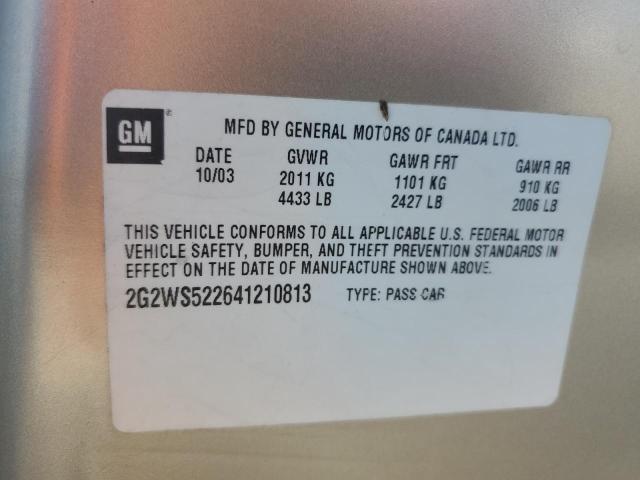 GM
MFD BY GENERAL MOTORS OF CANADA LTD.
DATE GVWR GAWR FRT GAWR RR
10/03 2011 KG 1101 KG 910 KG
4433 LB 2427 LB 2006 LB
THIS VEHICLE CONFORMS TO ALL APPLICABLE U.S. FEDERAL MOTOR
VEHICLE SAFETY, BUMPER, AND THEFT PREVENTION STANDARDS IN
EFFECT ON THE DATE OF MANUFACTURE SHOWN ABOVE.
2G2WS522641210813 TYPE: PASS CAR